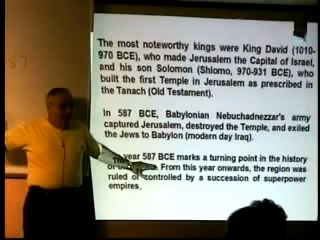 The most noteworthy kings were King David (1010-
970 BCE), who made Jerusalem the Capital of Israel,
and his son Solomon (Shlomo, 970-931 BCE), who
built the first Temple in Jerusalem as prescribed in
the Tanach (Old Testament).
In 587 BCE, Babylonian Nebuchadnezzar's army
captured Jerusalem, destroyed the Temple, and exiled
the Jews to Babylon (modern day Iraq).
The year 587 BCE marks a turning point in the history
of the. From this year onwards, the region was
ruled or controlled by a succession of superpower
empires.